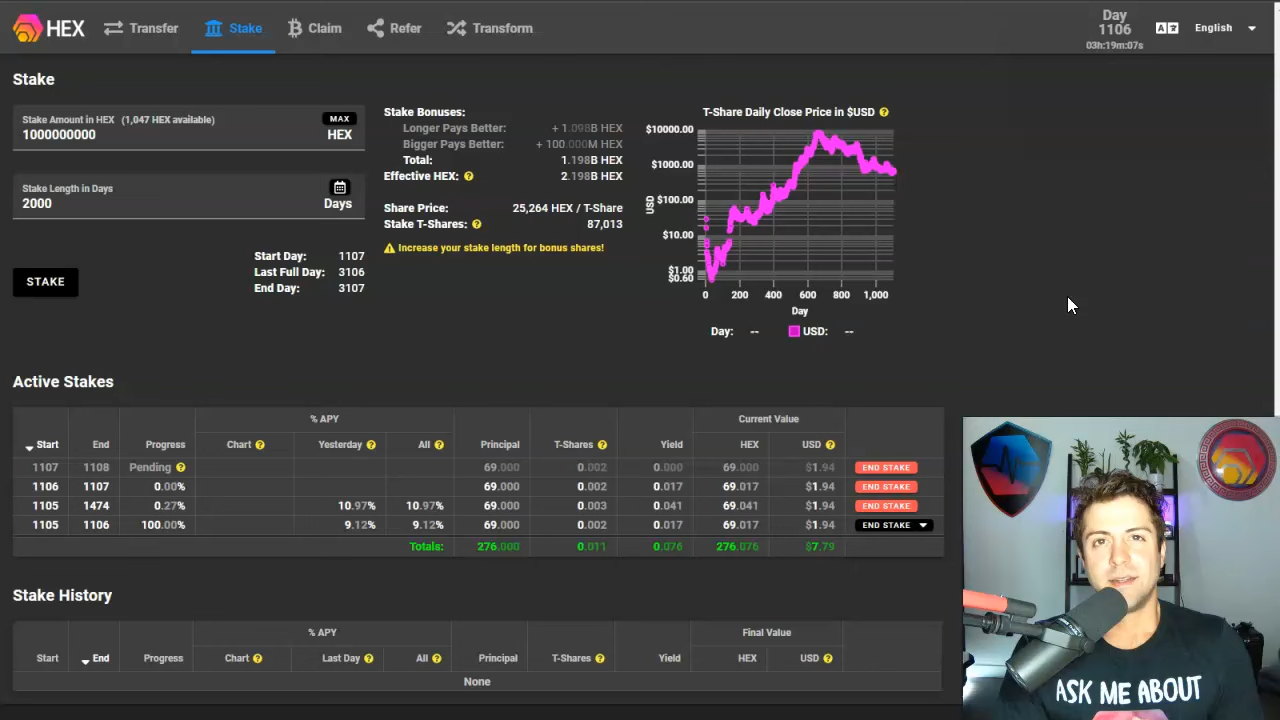 HEX Transfer Stake Claim Refer Transform
Day
1106
03h:19m:07s
English
Stake
Stake Amount in HEX (1,047 HEX available) MAX
1000000000 HEX
Stake Length in Days
2000 Days
Start Day: 1107
Last Full Day: 3106
End Day: 3107
STAKE
Stake Bonuses:
Longer Pays Better: + 1.098B HEX
Bigger Pays Better: + 100.000M HEX
Total: 1.198B HEX
Effective HEX: ? 2.198B HEX
Share Price: 25,264 HEX / T-Share
Stake T-Shares: ? 87,013
Increase your stake length for bonus shares!
T-Share Daily Close Price in $USD ?
$10000.00
$1000.00
$100.00
$10.00
$1.00
$0.60
USD
0 200 400 600 800 1,000
Day
Day: -- USD: --
Active Stakes
% APY Current Value
Start End Progress Chart ? Yesterday ? All ? Principal T-Shares ? Yield HEX USD ?
1107 1108 Pending ? 69.000 0.002 0.000 69.000 $1.94 END STAKE
1106 1107 0.00% 69.000 0.002 0.017 69.017 $1.94 END STAKE
1105 1474 0.27% 10.97% 10.97% 69.000 0.003 0.041 69.041 $1.94 END STAKE
1105 1106 100.00% 9.12% 9.12% 69.000 0.002 0.017 69.017 $1.94 END STAKE
Totals: 276.000 0.011 0.076 276.076 $7.79
Stake History
% APY Final Value
Start End Progress Chart ? Last Day ? All ? Principal T-Shares ? Yield HEX USD ?
None
ASK ME ABOUT